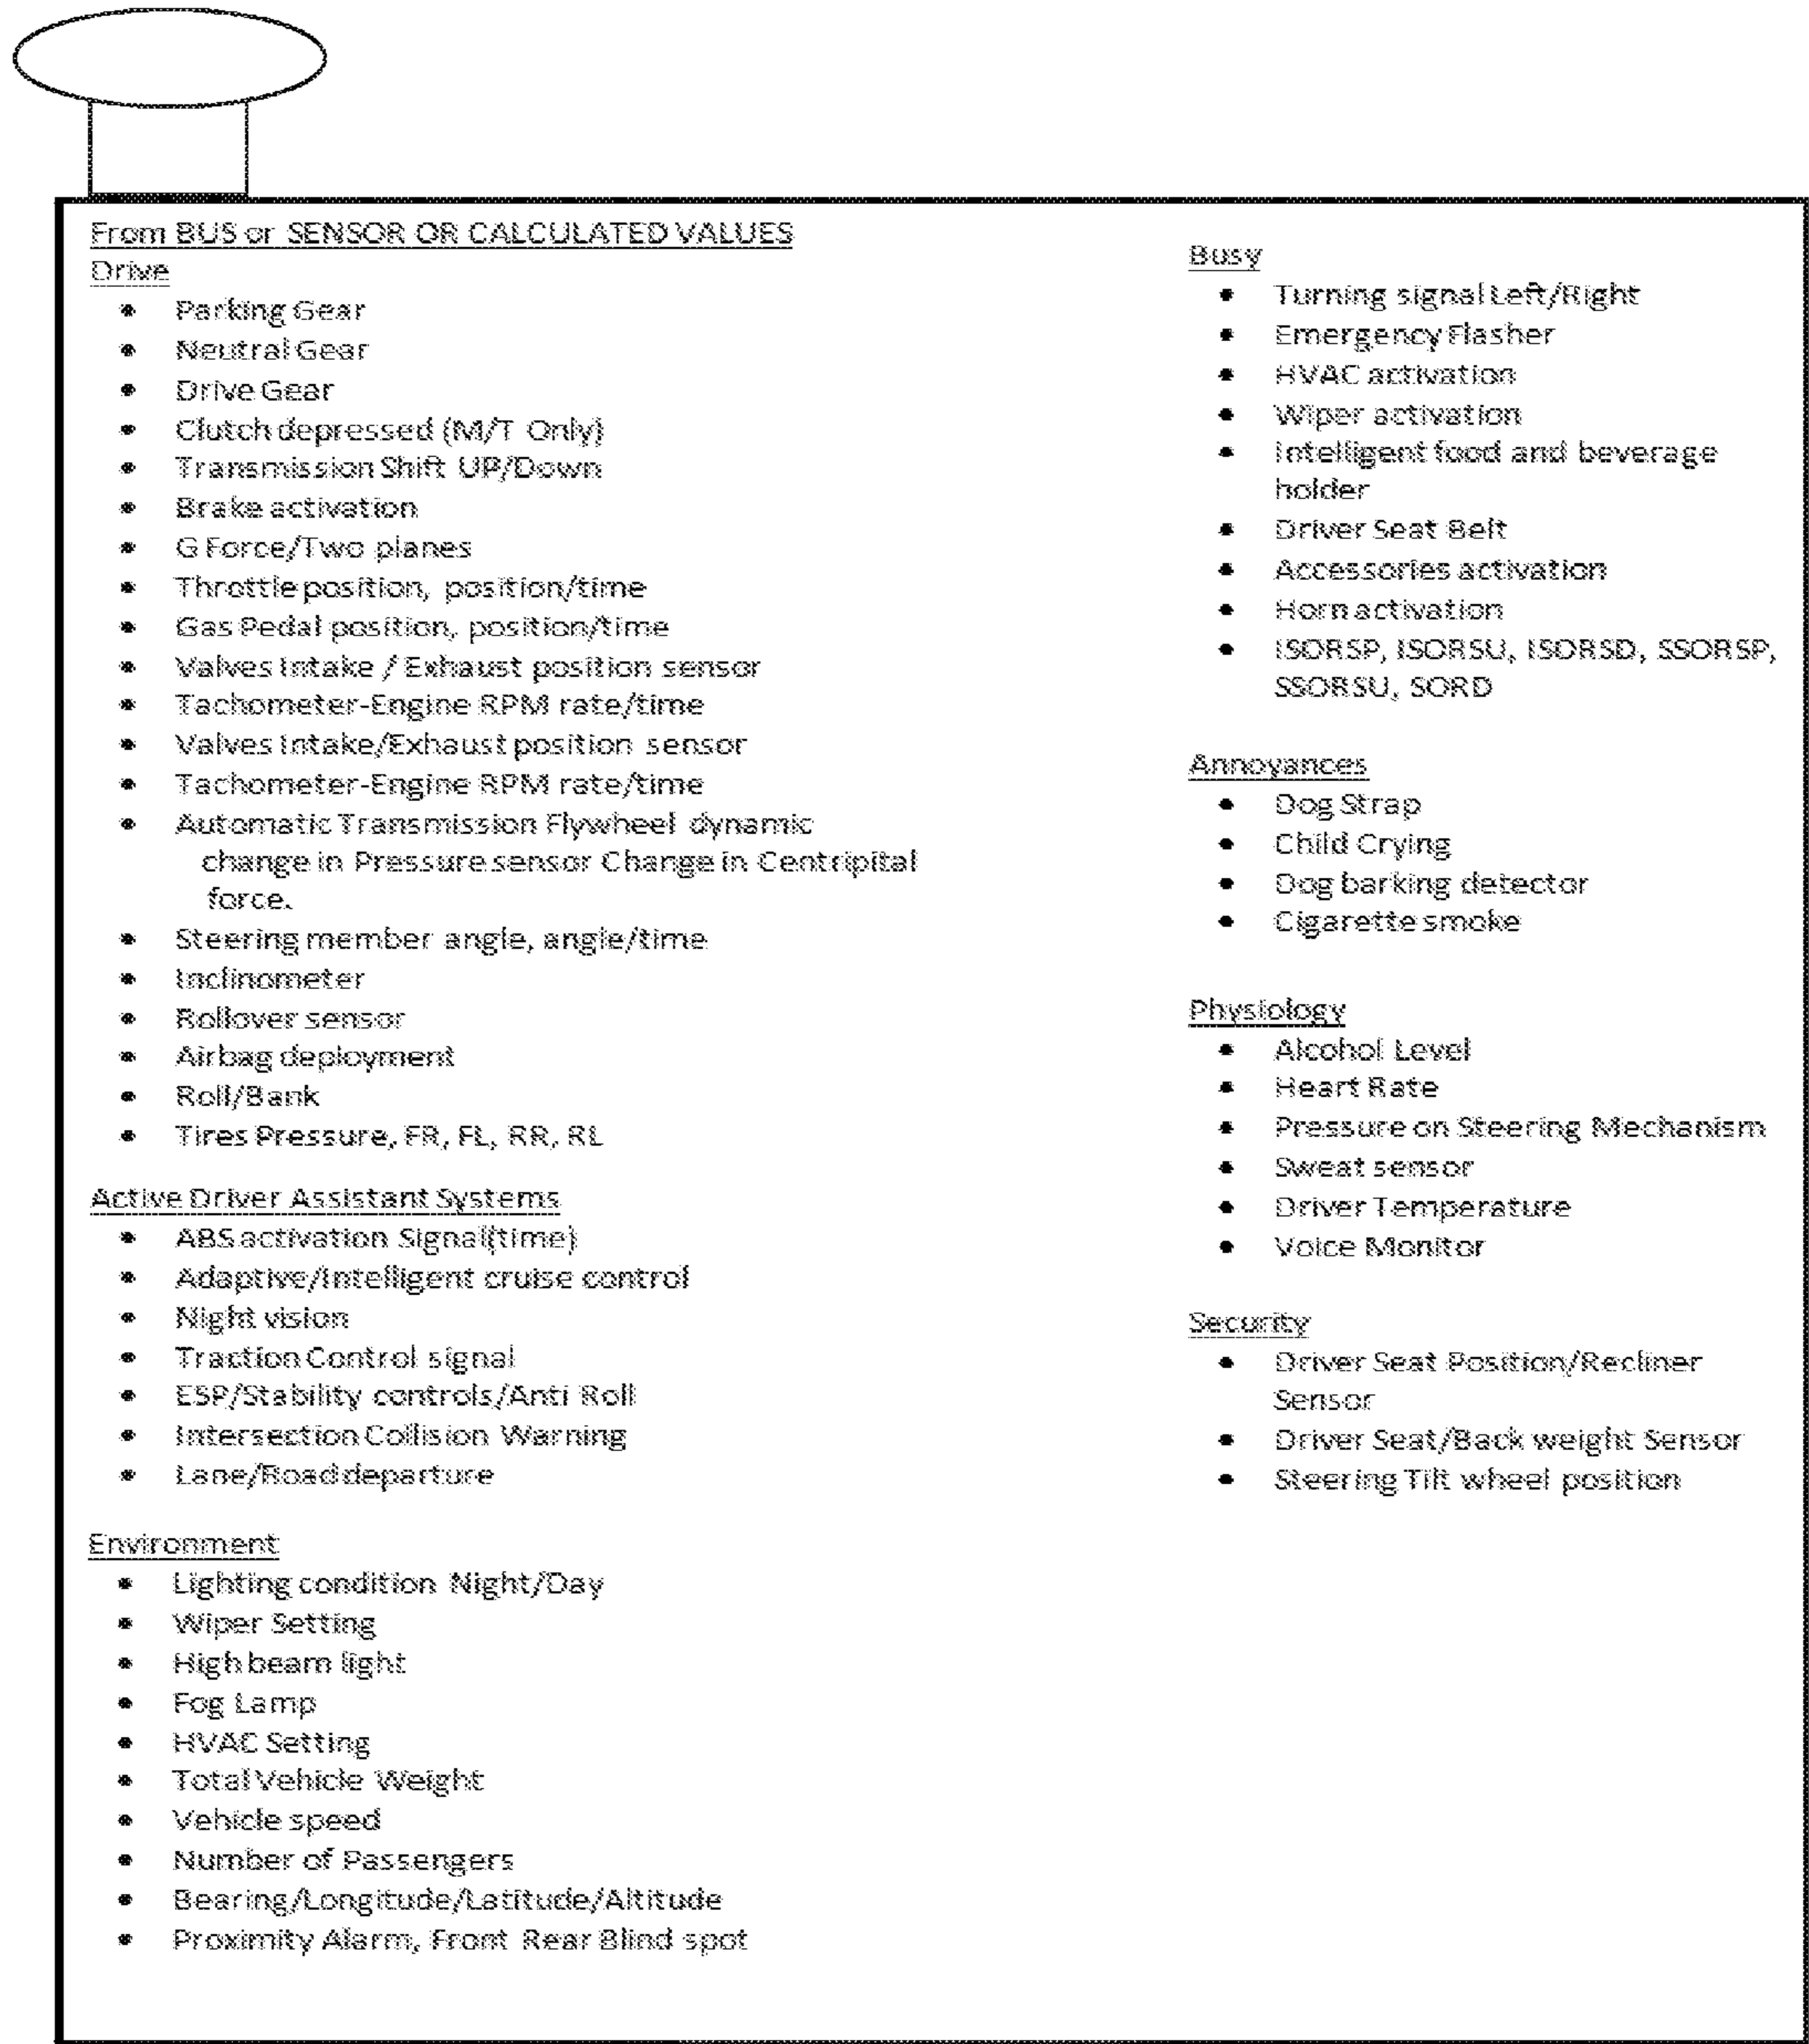 From BUS or SENSOR OR CALCULATED VALUES
Drive
• Parking Gear
• Neutral Gear
• Drive Gear
• Clutch depressed (M/T Only)
• Transmission Shift UP/Down
• Brake activation
• G Force/Two planes
• Throttle position, position/time
• Gas Pedal position, position/time
• Valves Intake / Exhaust position sensor
• Tachometer-Engine RPM rate/time
• Valves Intake/Exhaust position sensor
• Tachometer-Engine RPM rate/time
• Automatic Transmission Flywheel dynamic
change in Pressure sensor Change in Centripital
force.
• Steering member angle, angle/time
• Inclinometer
• Rollover sensor
• Airbag deployment
• Roll/Bank
• Tires Pressure, FR, FL, RR, RL
Active Driver Assistant Systems
• ABS activation Signal(time)
• Adaptive/Intelligent cruise control
• Night vision
• Traction Control signal
• ESP/Stability controls/Anti Roll
• Intersection Collision Warning
• Lane/Road departure
Environment
• Lighting condition Night/Day
• Wiper Setting
• High beam light
• Fog Lamp
• HVAC Setting
• Total Vehicle Weight
• Vehicle speed
• Number of Passengers
• Bearing/Longitude/Latitude/Altitude
• Proximity Alarm, Front Rear Blind spot
Busy
• Turning signal Left/Right
• Emergency Flasher
• HVAC activation
• Wiper activation
• Intelligent food and beverage
holder
• Driver Seat Belt
• Accessories activation
• Horn activation
• ISORSP, ISORSU, ISORSD, SSORSP,
SSORSU, SORD
Annoyances
• Dog Strap
• Child Crying
• Dog barking detector
• Cigarette smoke
Physiology
• Alcohol Level
• Heart Rate
• Pressure on Steering Mechanism
• Sweat sensor
• Driver Temperature
• Voice Monitor
Security
• Driver Seat Position/Recliner
Sensor
• Driver Seat/Back weight Sensor
• Steering Tilt wheel position